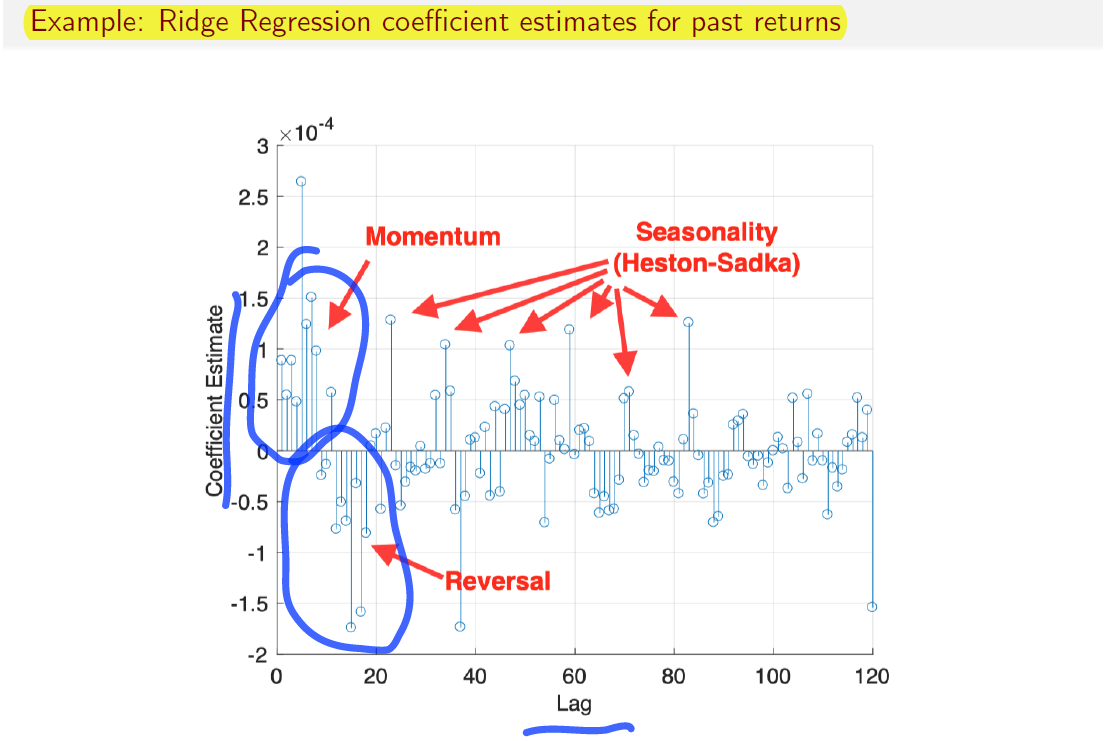 Example: Ridge Regression coefficient estimates for past returns
×10-4
3
2.5
2
1.5
1
0.5
0
-0.5
-1
-1.5
-2
Coefficient Estimate
Momentum
Seasonality
(Heston-Sadka)
Reversal
0 20 40 60 80 100 120
Lag